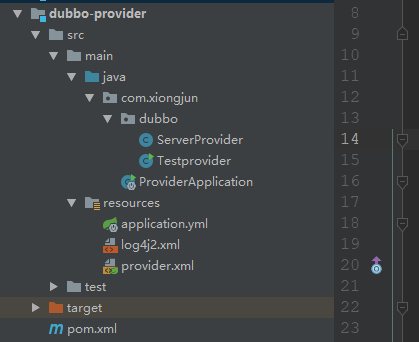 dubbo-provider
src
main
java
com.xiongjun
dubbo
ServerProvider
Testprovider
ProviderApplication
resources
application.yml
log4j2.xml
provider.xml
test
target
pom.xml
8
9
10
11
12
13
14
15
16
17
18
19
20
21
22
23